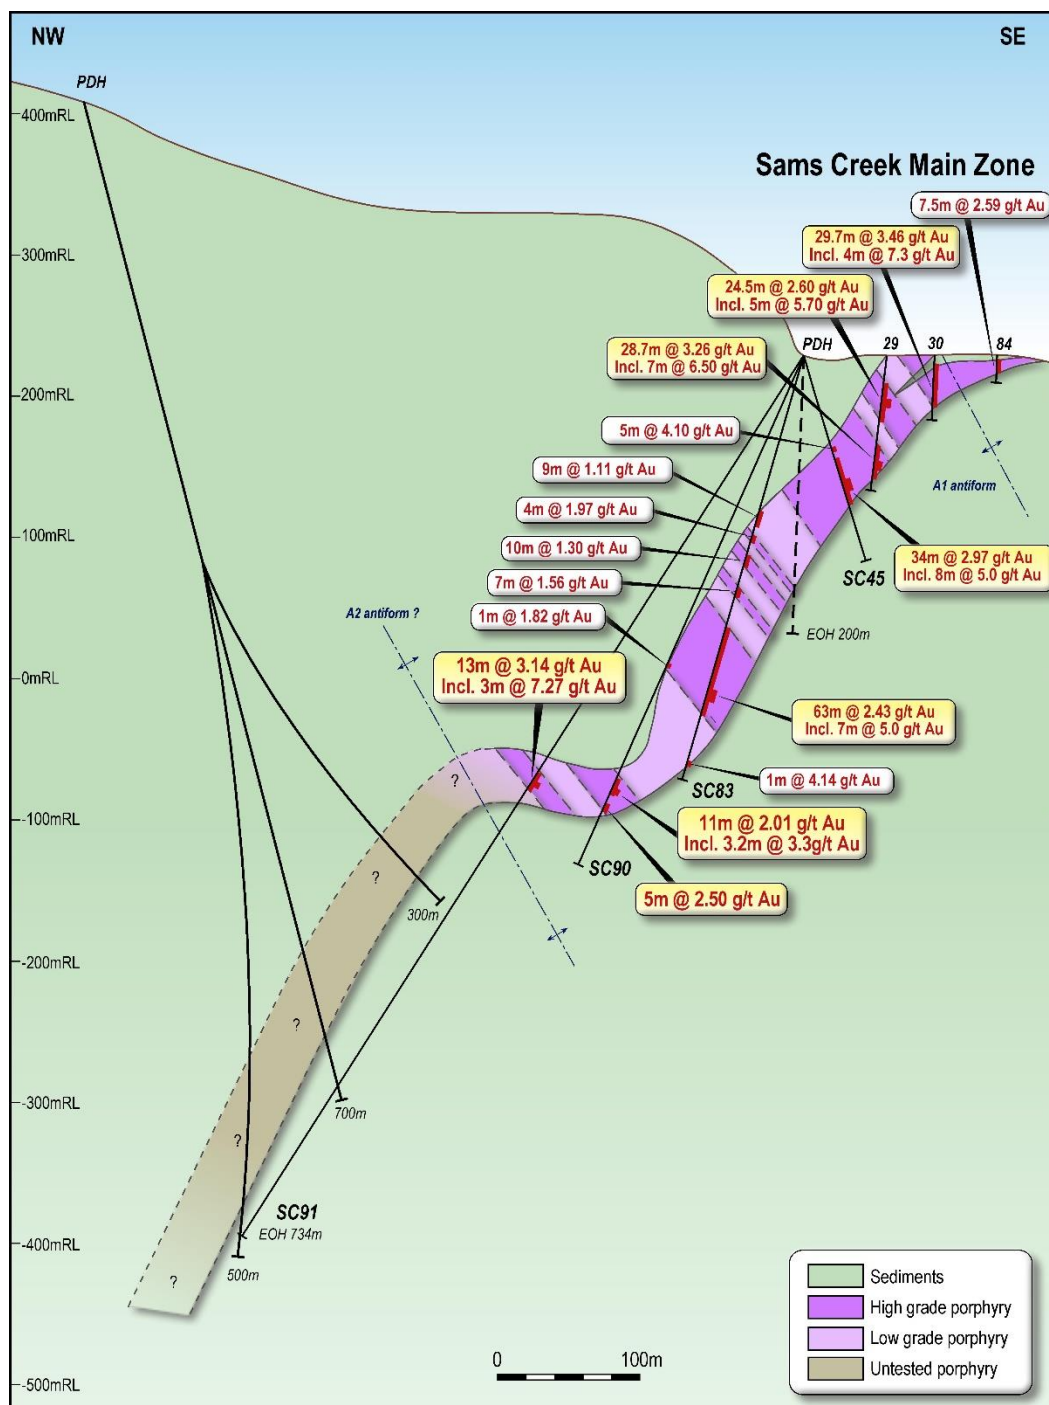 NW
SE
PDH
400mRL
Sams Creek Main Zone
7.5m @ 2.59 g/t Au
29.7m @ 3.46 g/t Au
Incl. 4m @ 7.3 g/t Au
300mRL
24.5m @ 2.60 g/t Au
Incl. 5m @ 5.70 g/t Au
28.7m @ 3.26 g/t Au
Incl. 7m @ 6.50 g/t Au
PDH
29
30
84
200mRL
5m @ 4.10 g/t Au
9m @ 1.11 g/t Au
A1 antiform
4m @ 1.97 g/t Au
100mRL
10m @ 1.30 g/t Au
34m @ 2.97 g/t Au
Incl. 8m @ 5.0 g/t Au
SC45
7m @ 1.56 g/t Au
A2 antiform ?
1m @ 1.82 g/t Au
EOH 200m
0mRL
13m @ 3.14 g/t Au
Incl. 3m @ 7.27 g/t Au
63m @ 2.43 g/t Au
Incl. 7m @ 5.0 g/t Au
?
1m @ 4.14 g/t Au
SC83
-100mRL
11m @ 2.01 g/t Au
Incl. 3.2m @ 3.3g/t Au
SC90
?
5m @ 2.50 g/t Au
300m
-200mRL
?
-300mRL
700m
?
SC91
EOH 734m
-400mRL
500m
?
Sediments
High grade porphyry
Low grade porphyry
Untested porphyry
0
100m
-500mRL